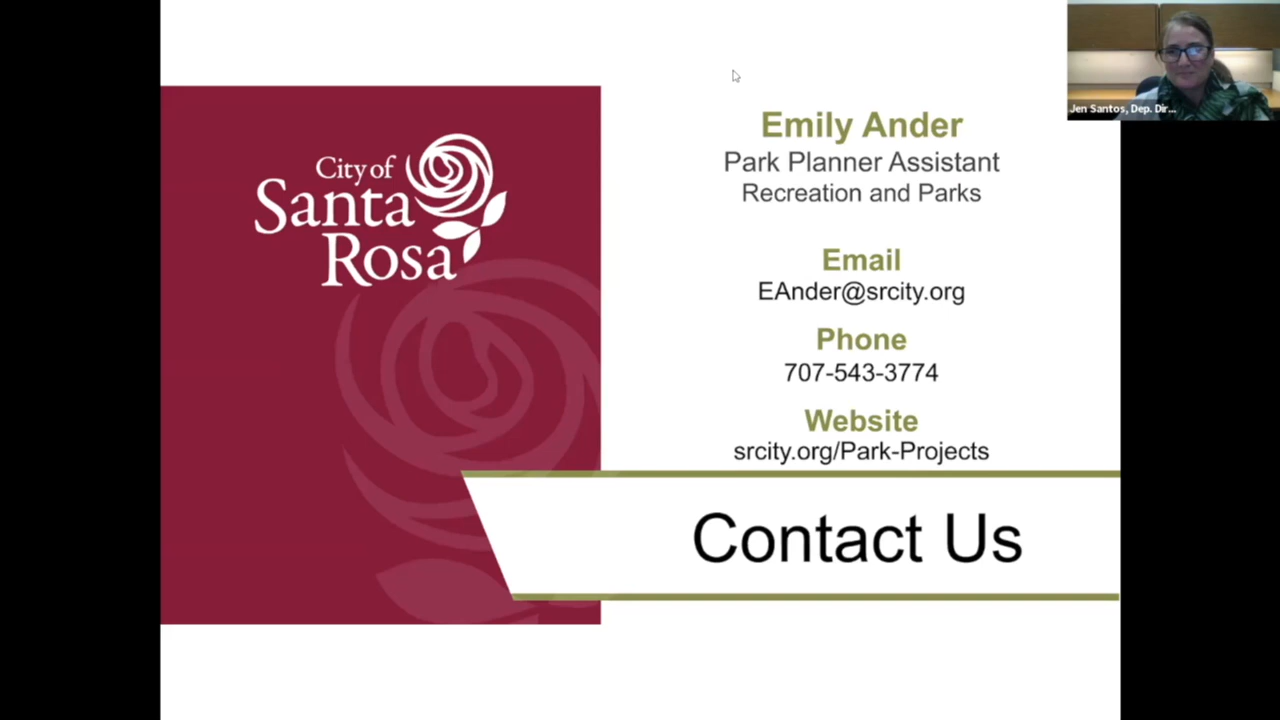 Jen Santos, Dep. Dir...
City of
Santa
Rosa
Emily Ander
Park Planner Assistant
Recreation and Parks
Email
EAnder@srcity.org
Phone
707-543-3774
Website
srcity.org/Park-Projects
Contact Us